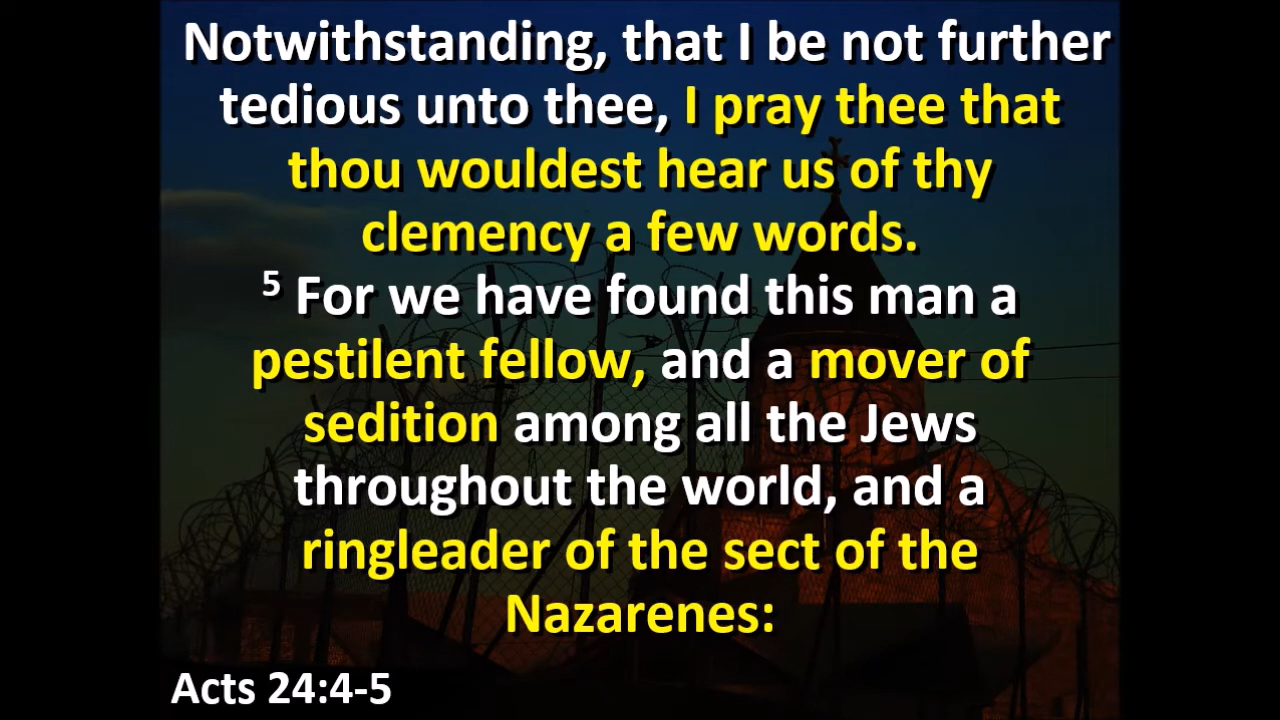 Notwithstanding, that I be not further
tedious unto thee, I pray thee that
thou wouldest hear us of thy
clemency a few words.
5 For we have found this man a
pestilent fellow, and a mover of
sedition among all the Jews
throughout the world, and a
ringleader of the sect of the
Nazarenes:
Acts 24:4-5